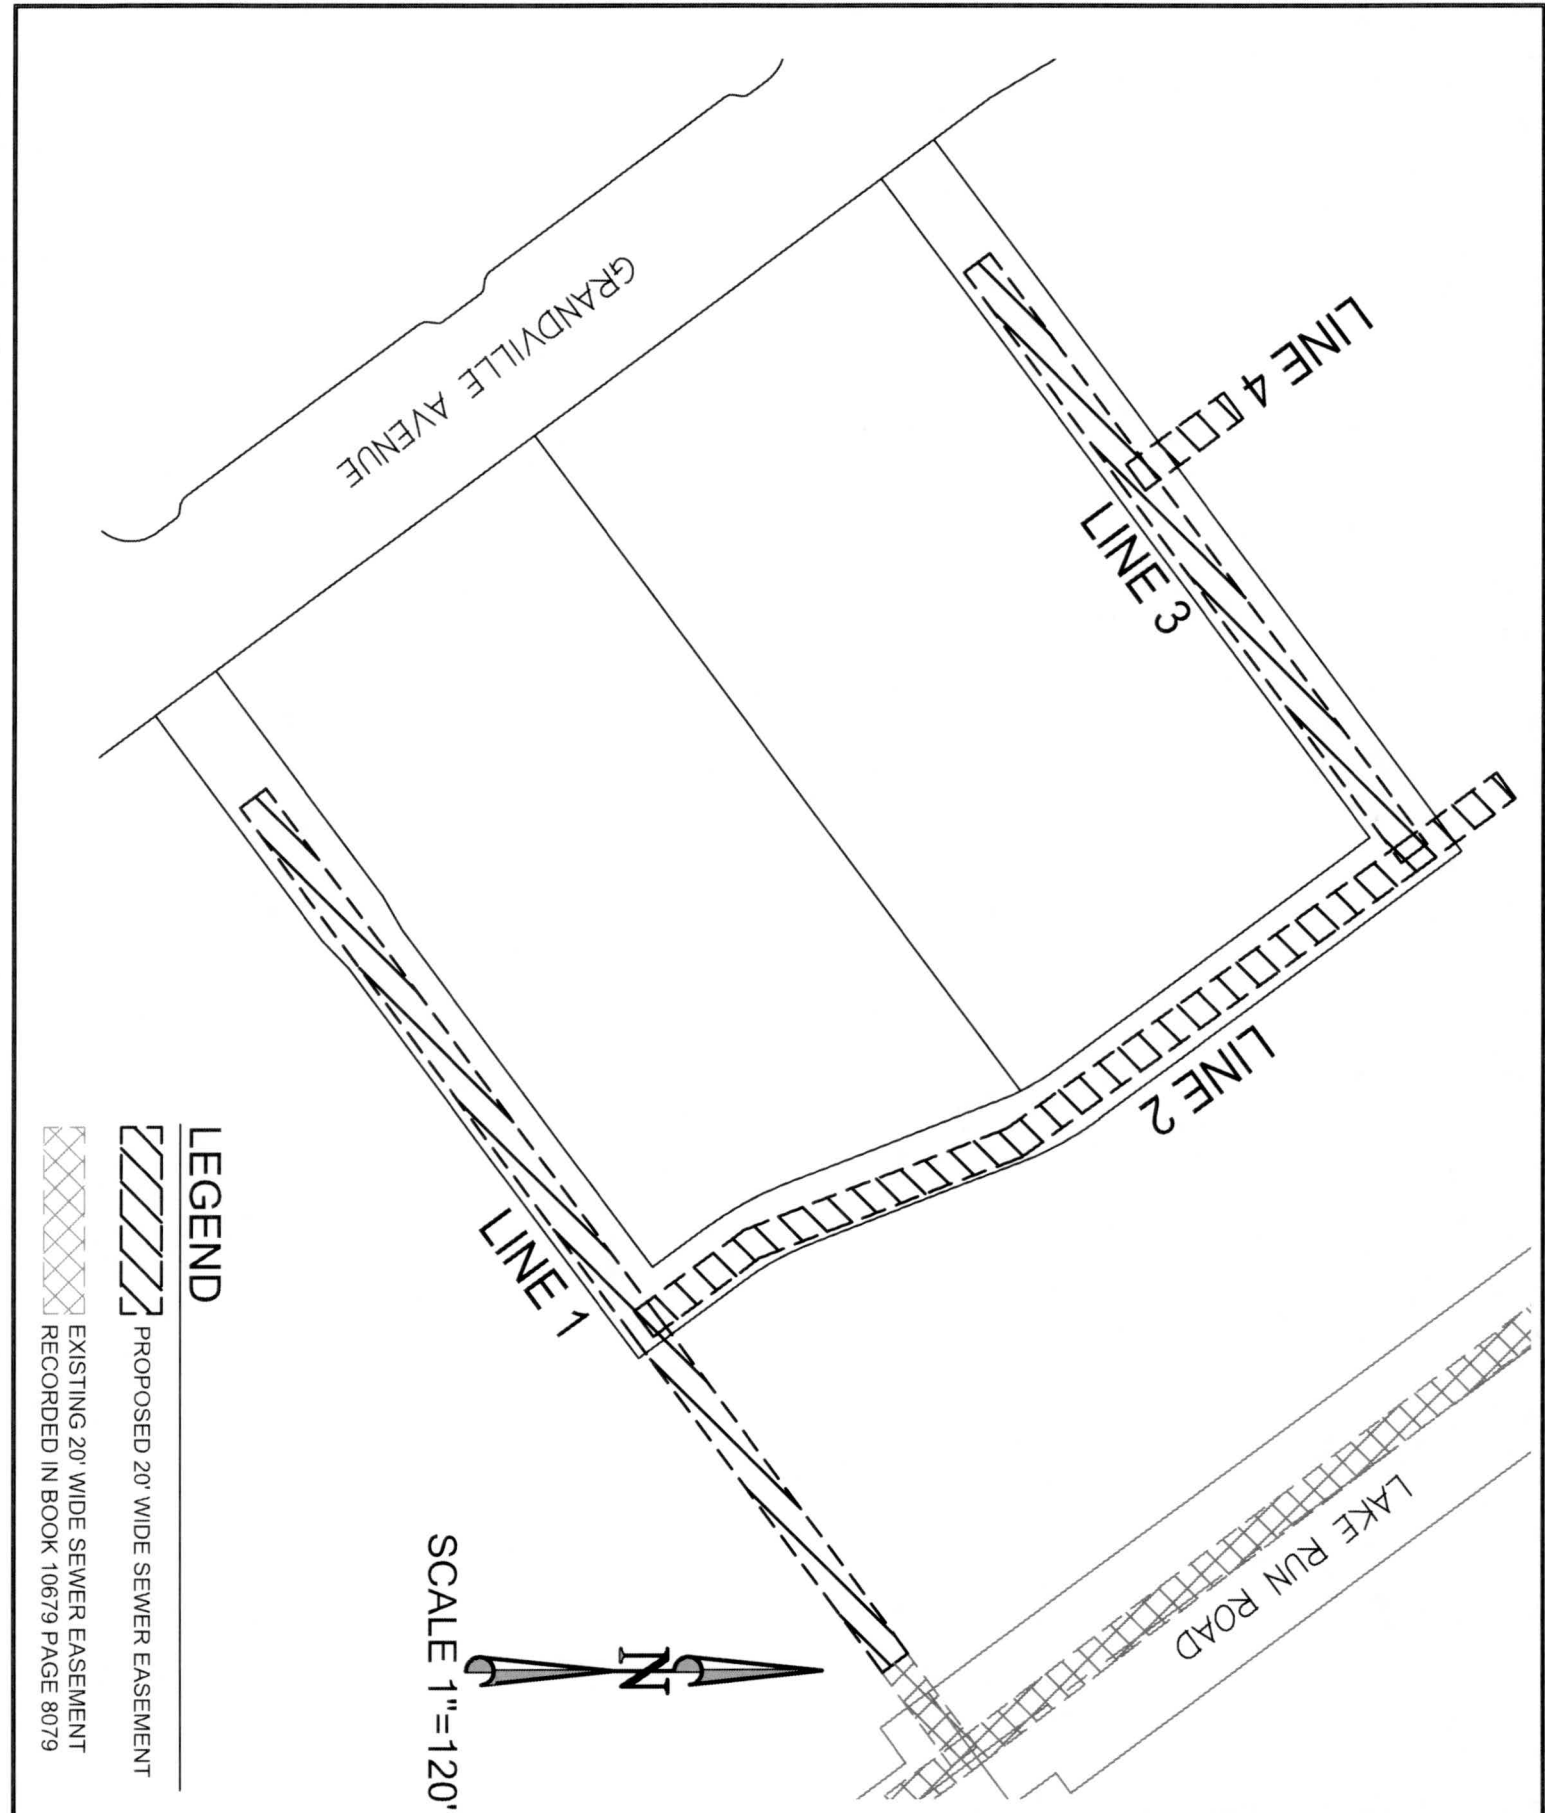 GRANDVILLE AVENUE
LINE 4
LINE 3
LINE 2
LINE 1
LAKE RUN ROAD
N
SCALE 1"=120'
LEGEND
PROPOSED 20' WIDE SEWER EASEMENT
EXISTING 20' WIDE SEWER EASEMENT
RECORDED IN BOOK 10679 PAGE 8079